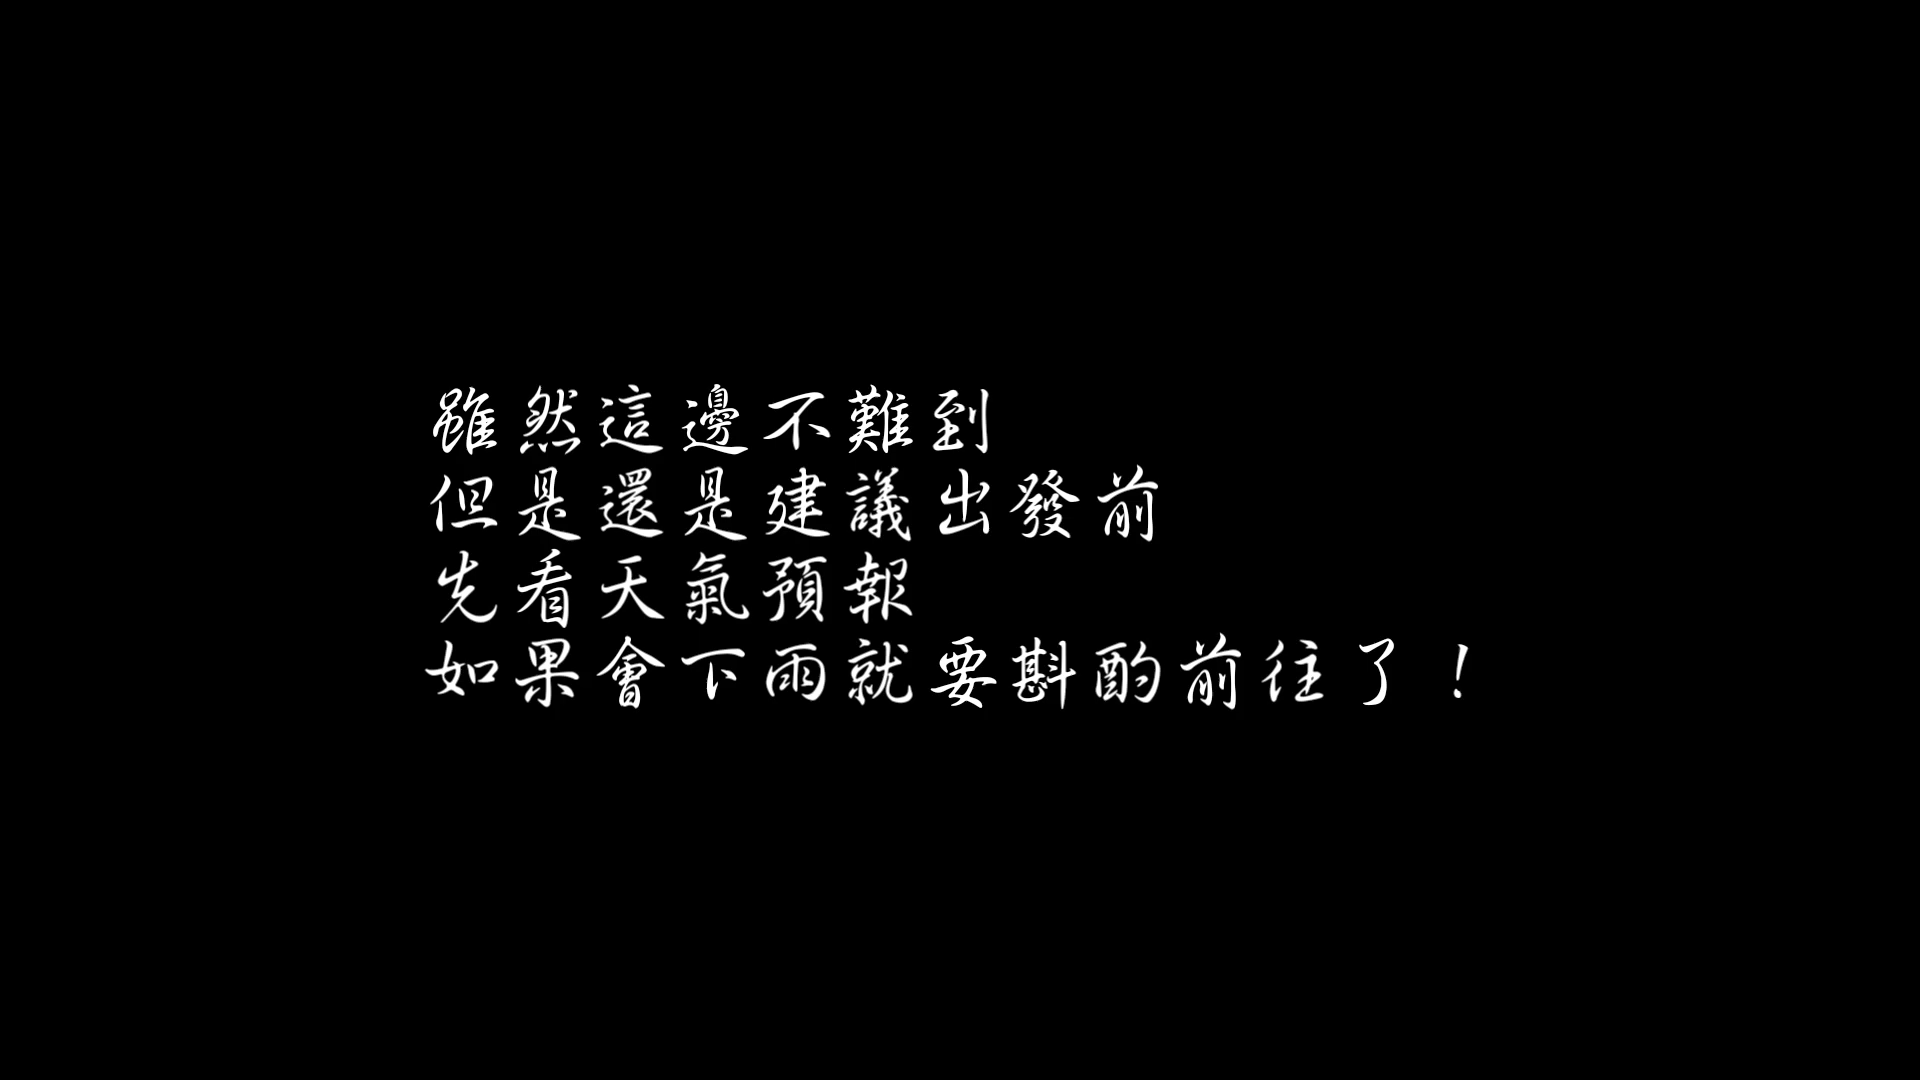 雖然這邊不難到
但是還是建議出發前
先看天氣預報
如果會下雨就要斟酌前往了！